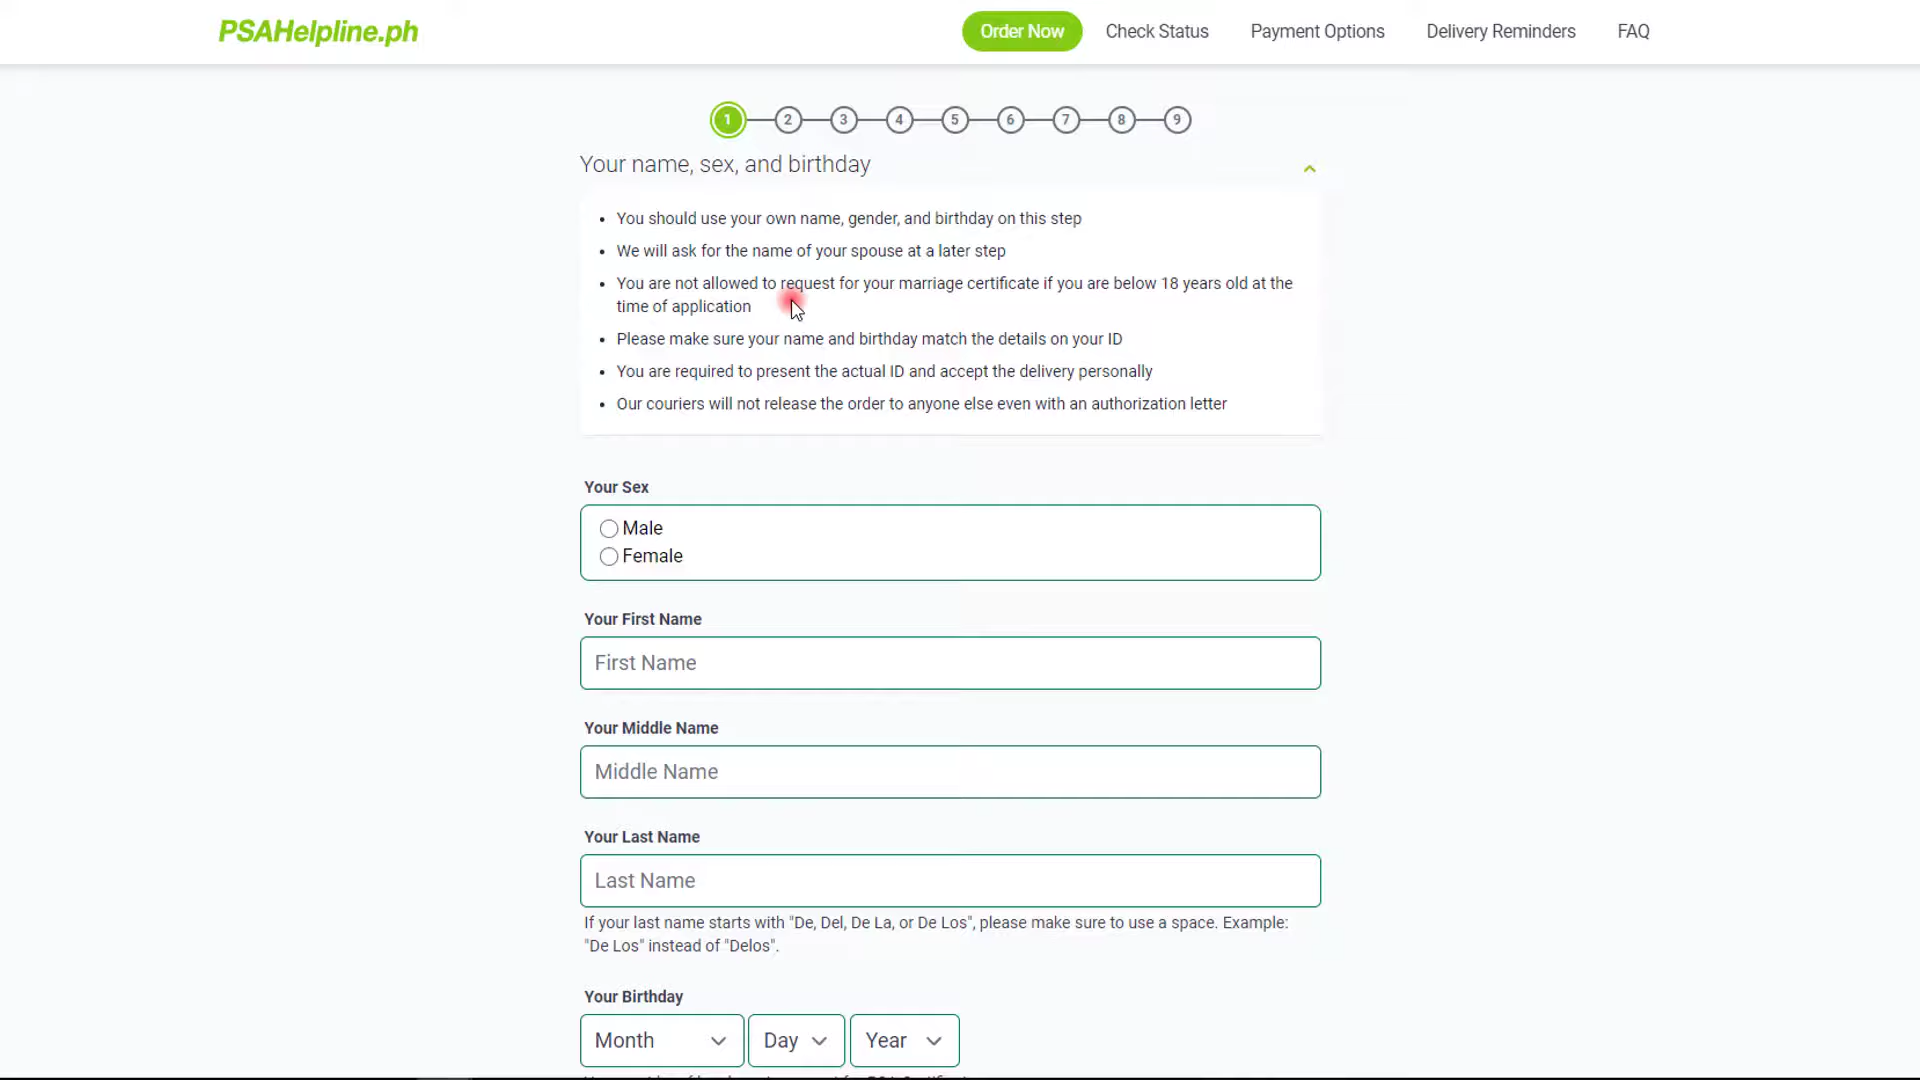 PSAHelpline.ph
Order Now
Check Status
Payment Options
Delivery Reminders
FAQ
1
2
3
4
5
6
7
8
9
Your name, sex, and birthday
You should use your own name, gender, and birthday on this step
We will ask for the name of your spouse at a later step
You are not allowed to request for your marriage certificate if you are below 18 years old at the
time of application
Please make sure your name and birthday match the details on your ID
You are required to present the actual ID and accept the delivery personally
Our couriers will not release the order to anyone else even with an authorization letter
Your Sex
Male
Female
Your First Name
First Name
Your Middle Name
Middle Name
Your Last Name
Last Name
If your last name starts with "De, Del, De La, or De Los", please make sure to use a space. Example:
"De Los" instead of "Delos".
Your Birthday
Month
Day
Year